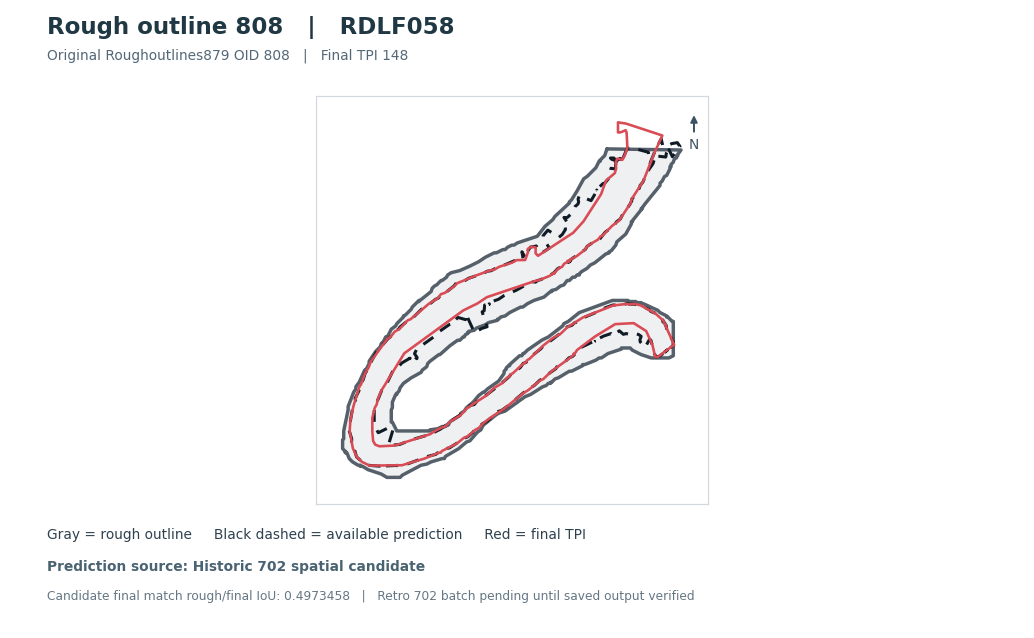 Rough outline 808   |   RDLF058
Original Roughoutlines879 OID 808   |   Final TPI 148
N
Gray = rough outline     Black dashed = available prediction     Red = final TPI
Prediction source: Historic 702 spatial candidate
Candidate final match rough/final IoU: 0.4973458   |   Retro 702 batch pending until saved output verified